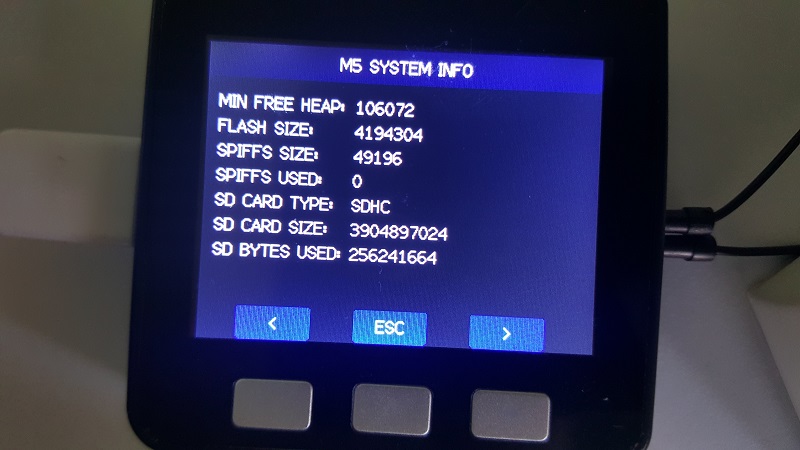 M5 SYSTEM INFO
MIN FREE HEAP: 106072
FLASH SIZE: 4194304
SPIFFS SIZE: 49196
SPIFFS USED: 0
SD CARD TYPE: SDHC
SD CARD SIZE: 3904897024
SD BYTES USED: 256241664
< ESC >